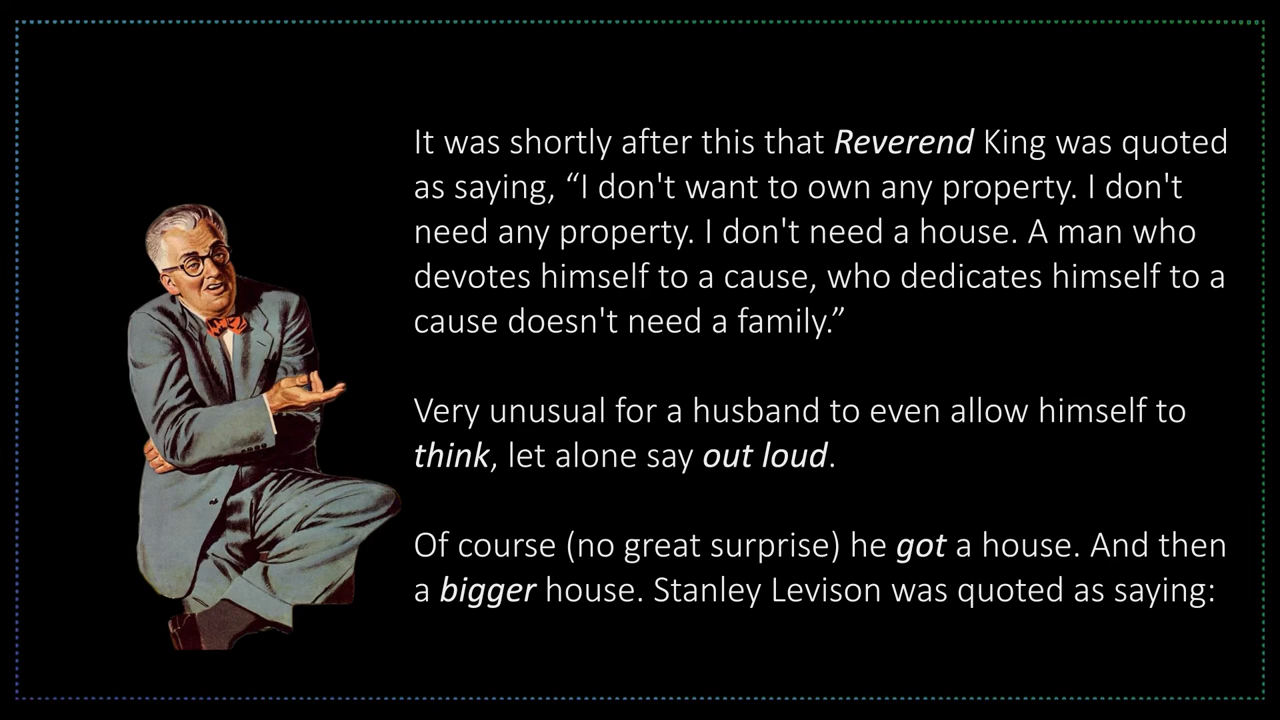 It was shortly after this that Reverend King was quoted
as saying, “I don't want to own any property. I don't
need any property. I don't need a house. A man who
devotes himself to a cause, who dedicates himself to a
cause doesn't need a family.”
Very unusual for a husband to even allow himself to
think, let alone say out loud.
Of course (no great surprise) he got a house. And then
a bigger house. Stanley Levison was quoted as saying: